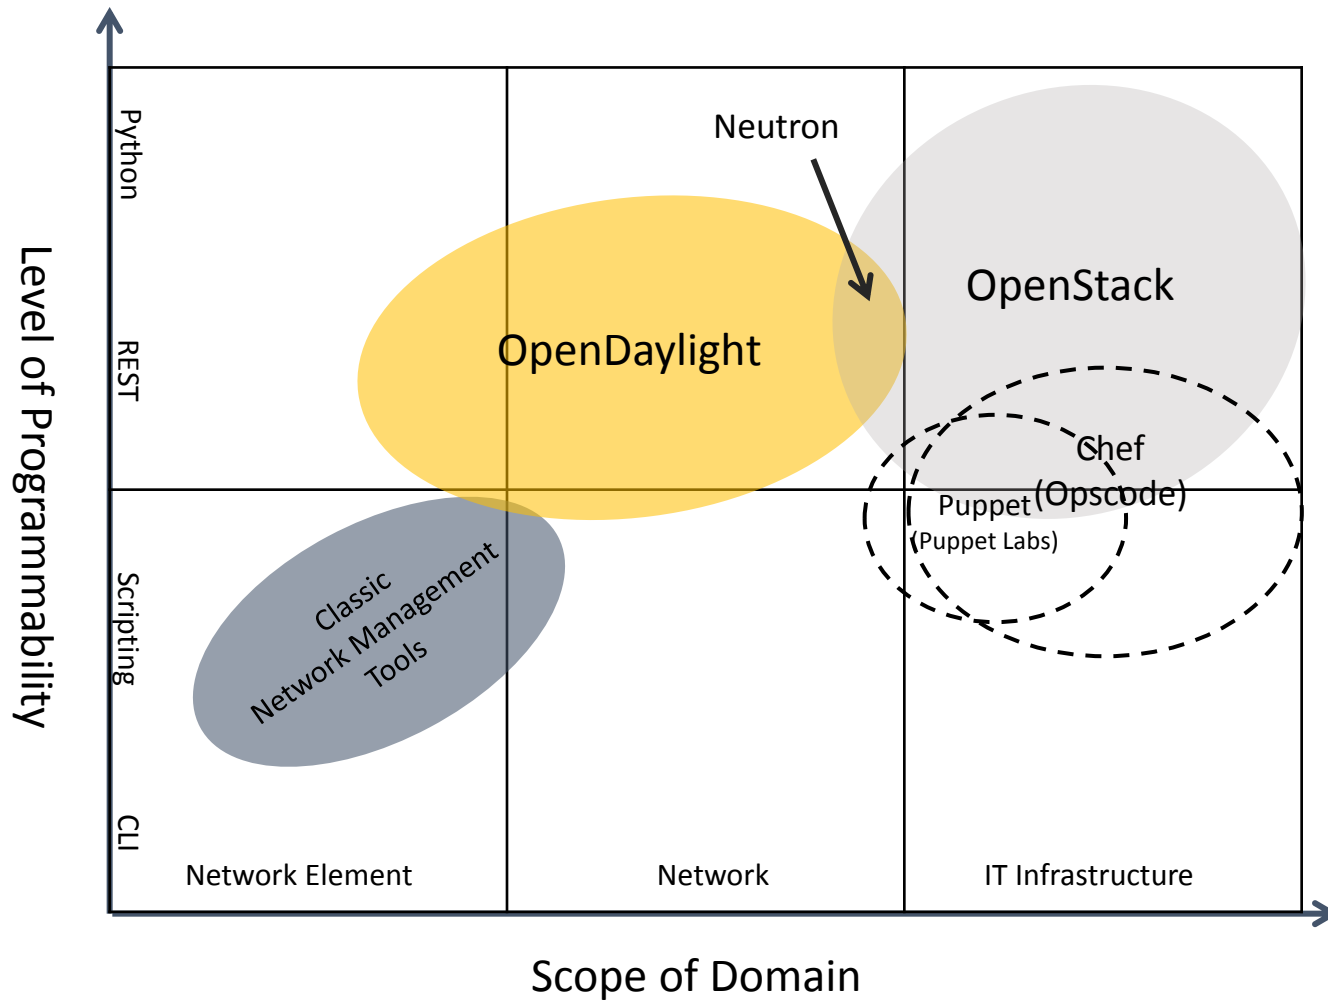 Level of Programmability
Python
REST
Scripting
CLI
Neutron
OpenStack
OpenDaylight
Chef
(Opscode)
Puppet
(Puppet Labs)
Classic
Network Management
Tools
Network Element
Network
IT Infrastructure
Scope of Domain